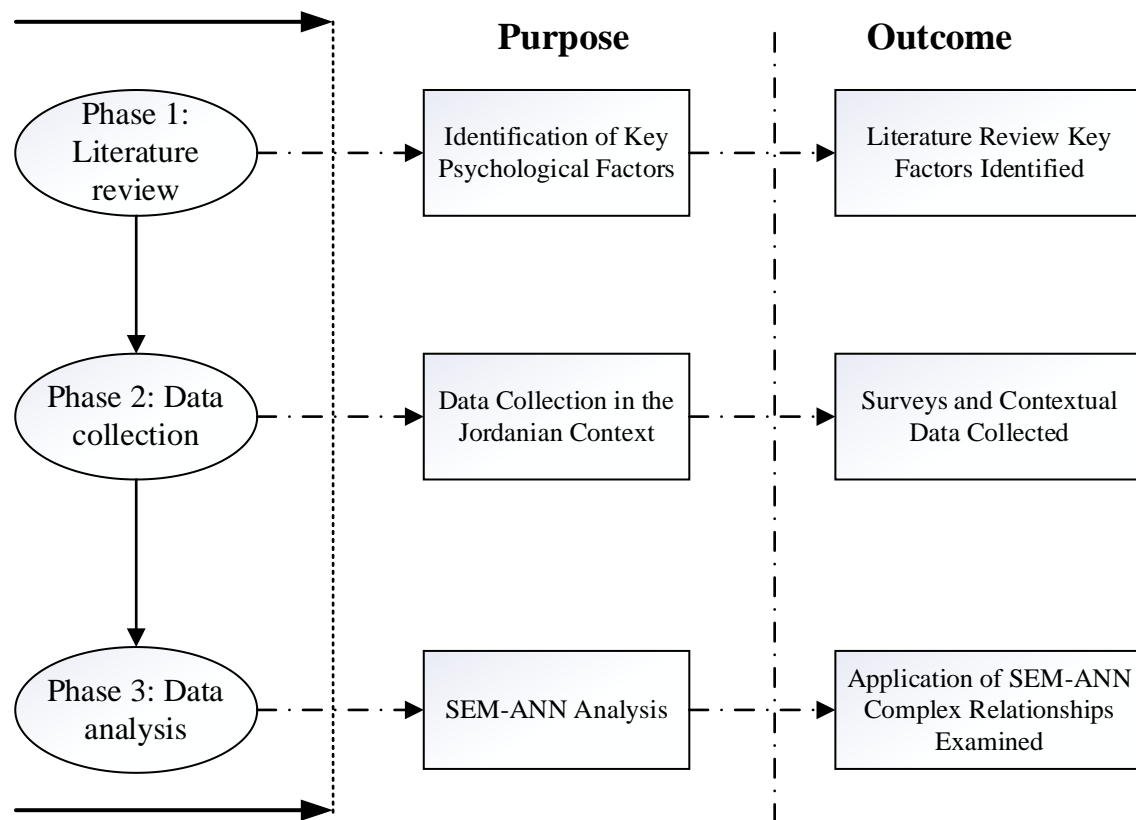 Purpose
Outcome
Phase 1:
Literature
review
Identification of Key
Psychological Factors
Literature Review Key
Factors Identified
Phase 2: Data
collection
Data Collection in the
Jordanian Context
Surveys and Contextual
Data Collected
Phase 3: Data
analysis
SEM-ANN Analysis
Application of SEM-ANN
Complex Relationships
Examined